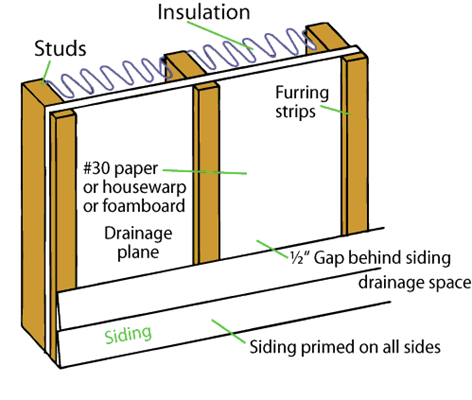 Insulation
Studs
Furring
strips
#30 paper
or housewarp
or foamboard
Drainage
plane
½" Gap behind siding
drainage space
Siding
Siding primed on all sides